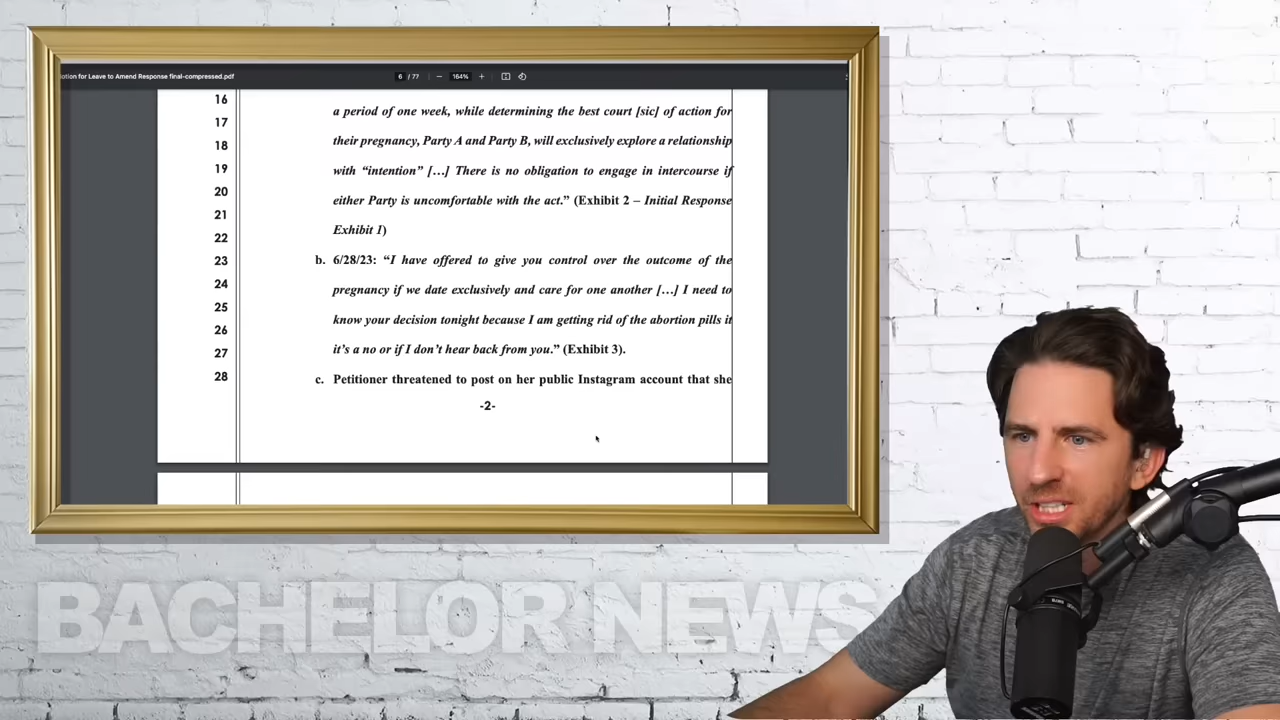 otion for Leave to Amend Response final-compressed.pdf 6 / 77 164%
16 a period of one week, while determining the best court [sic] of action for
17 their pregnancy, Party A and Party B, will exclusively explore a relationship
18
19 with “intention” […] There is no obligation to engage in intercourse if
20 either Party is uncomfortable with the act.” (Exhibit 2 – Initial Response
21
22 Exhibit 1)
23 b. 6/28/23: “I have offered to give you control over the outcome of the
24 pregnancy if we date exclusively and care for one another […] I need to
25
26 know your decision tonight because I am getting rid of the abortion pills it
27 it’s a no or if I don’t hear back from you.” (Exhibit 3).
28 c. Petitioner threatened to post on her public Instagram account that she
-2-
BACHELOR NEWS